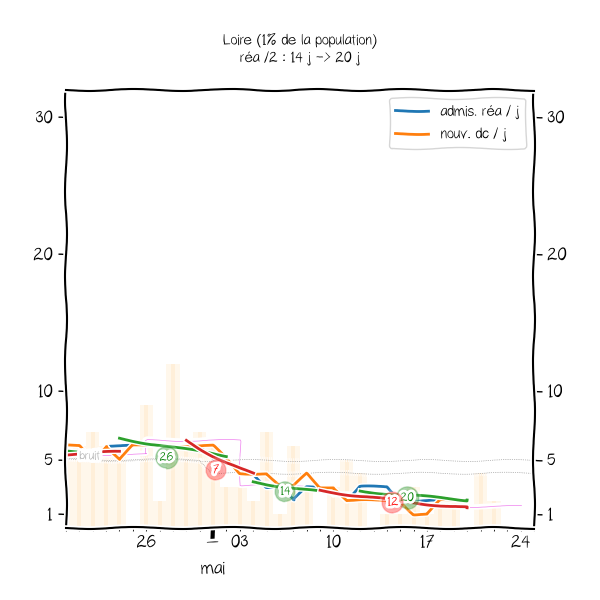 Loire (1% de la population)
réa /2 : 14 j -> 20 j
admis. réa / j
nouv. dc / j
30 30
20 20
10 10
5 5
1 1
bruit
26 7 14 12 20
26 1 03 10 17 24
mai